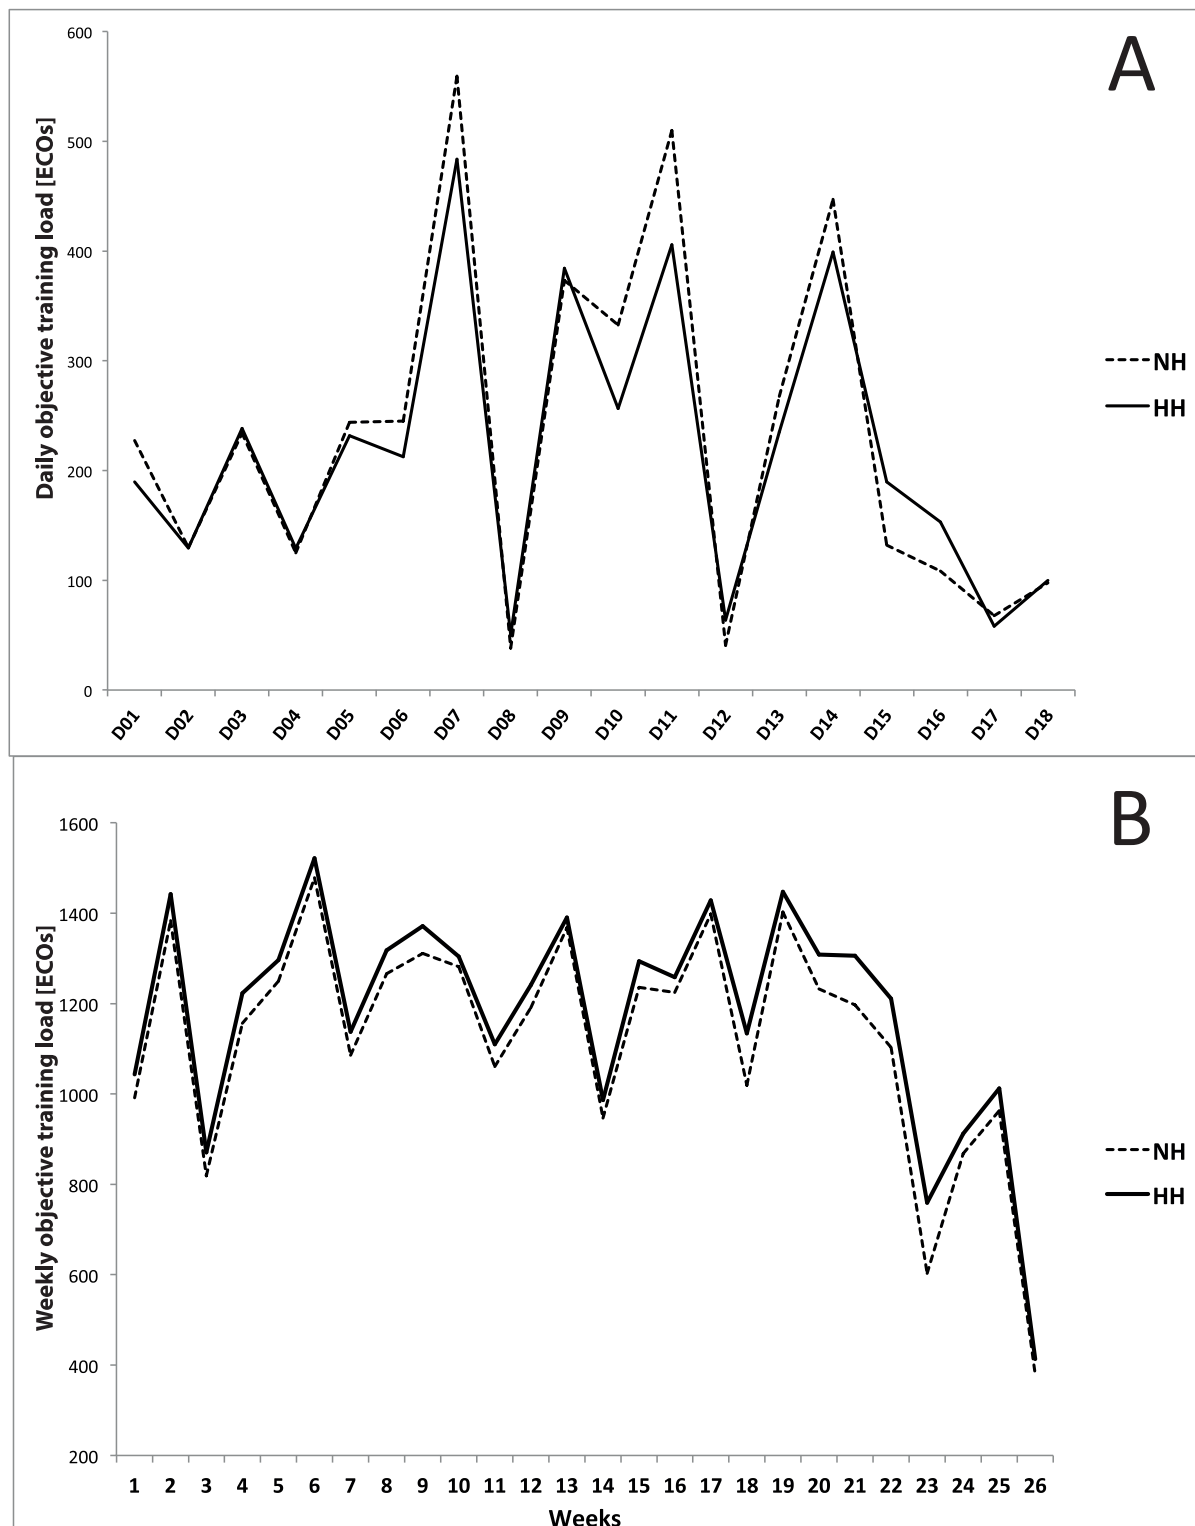 A
Daily objective training load [ECOs]
600
500
400
300
200
100
0
D01 D02 D03 D04 D05 D06 D07 D08 D09 D10 D11 D12 D13 D14 D15 D16 D17 D18
NH
HH
B
Weekly objective training load [ECOs]
1600
1400
1200
1000
800
600
400
200
1 2 3 4 5 6 7 8 9 10 11 12 13 14 15 16 17 18 19 20 21 22 23 24 25 26
Weeks
NH
HH